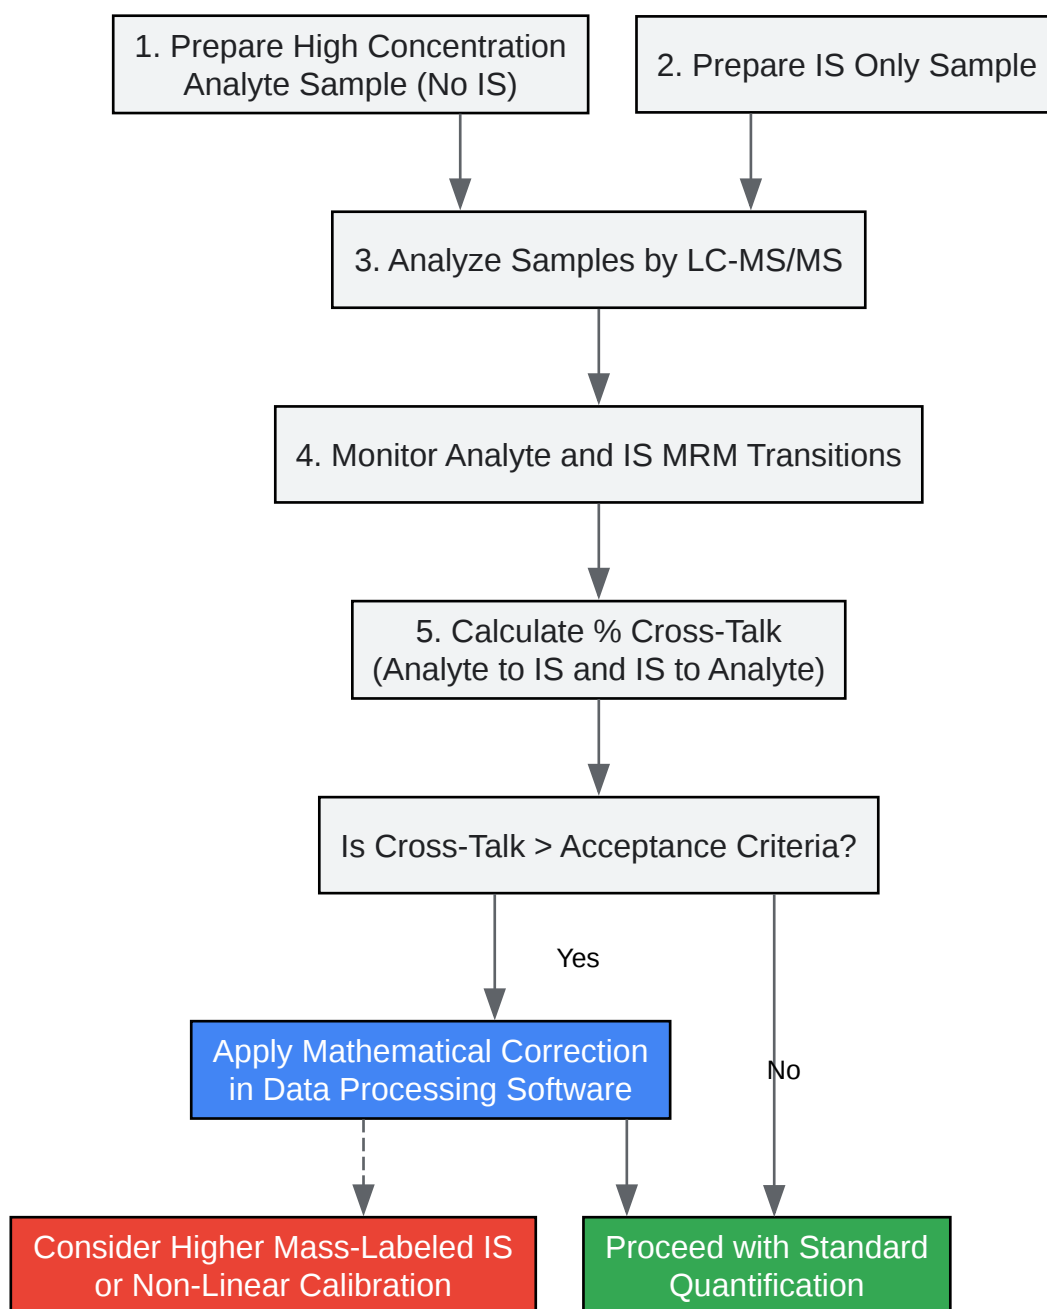 1. Prepare High Concentration
Analyte Sample (No IS)
2. Prepare IS Only Sample
3. Analyze Samples by LC-MS/MS
4. Monitor Analyte and IS MRM Transitions
5. Calculate % Cross-Talk
(Analyte to IS and IS to Analyte)
Is Cross-Talk > Acceptance Criteria?
Yes
Apply Mathematical Correction
in Data Processing Software
No
Consider Higher Mass-Labeled IS
or Non-Linear Calibration
Proceed with Standard
Quantification